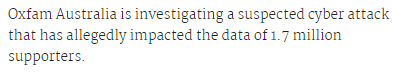 Oxfam Australia is investigating a suspected cyber attack
that has allegedly impacted the data of 1.7 million
supporters.